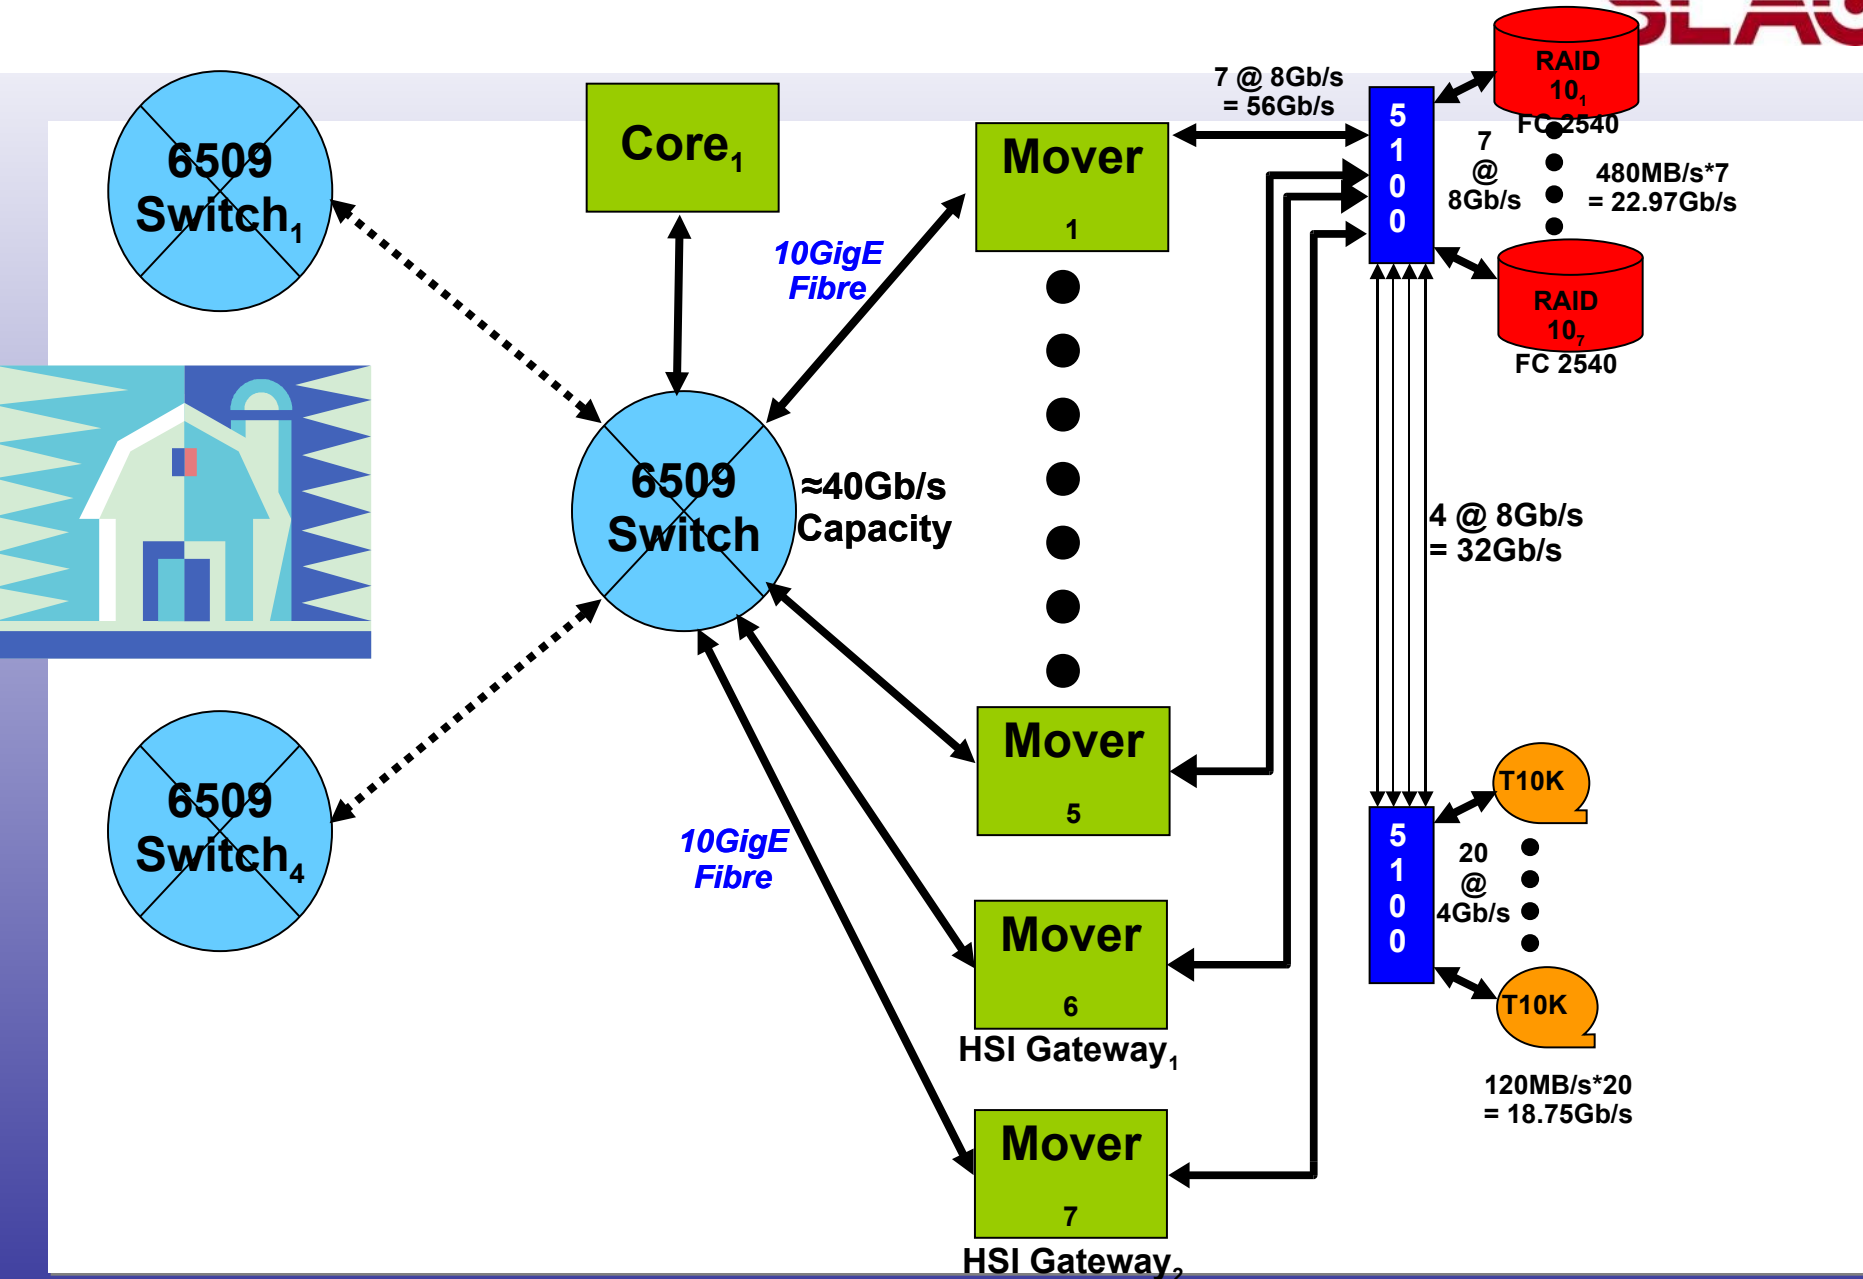 SLAC
6509
Switch1
Core1
10GigE
Fibre
Mover
1
7 @ 8Gb/s
= 56Gb/s
5
1
0
0
RAID
101
FC 2540
7
@
8Gb/s
480MB/s*7
= 22.97Gb/s
RAID
107
FC 2540
6509
Switch
≈40Gb/s
Capacity
4 @ 8Gb/s
= 32Gb/s
6509
Switch4
10GigE
Fibre
Mover
5
Mover
6
HSI Gateway1
Mover
7
HSI Gateway2
5
1
0
0
T10K
20
@
4Gb/s
T10K
120MB/s*20
= 18.75Gb/s